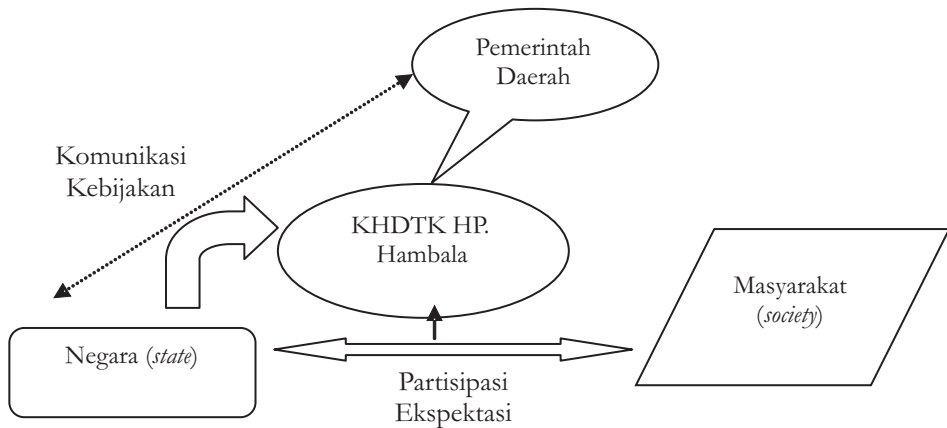 Pemerintah
Daerah
Komunikasi
Kebijakan
KHDTK HP.
Hambala
Masyarakat
(society)
Negara (state)
Partisipasi
Ekspektasi